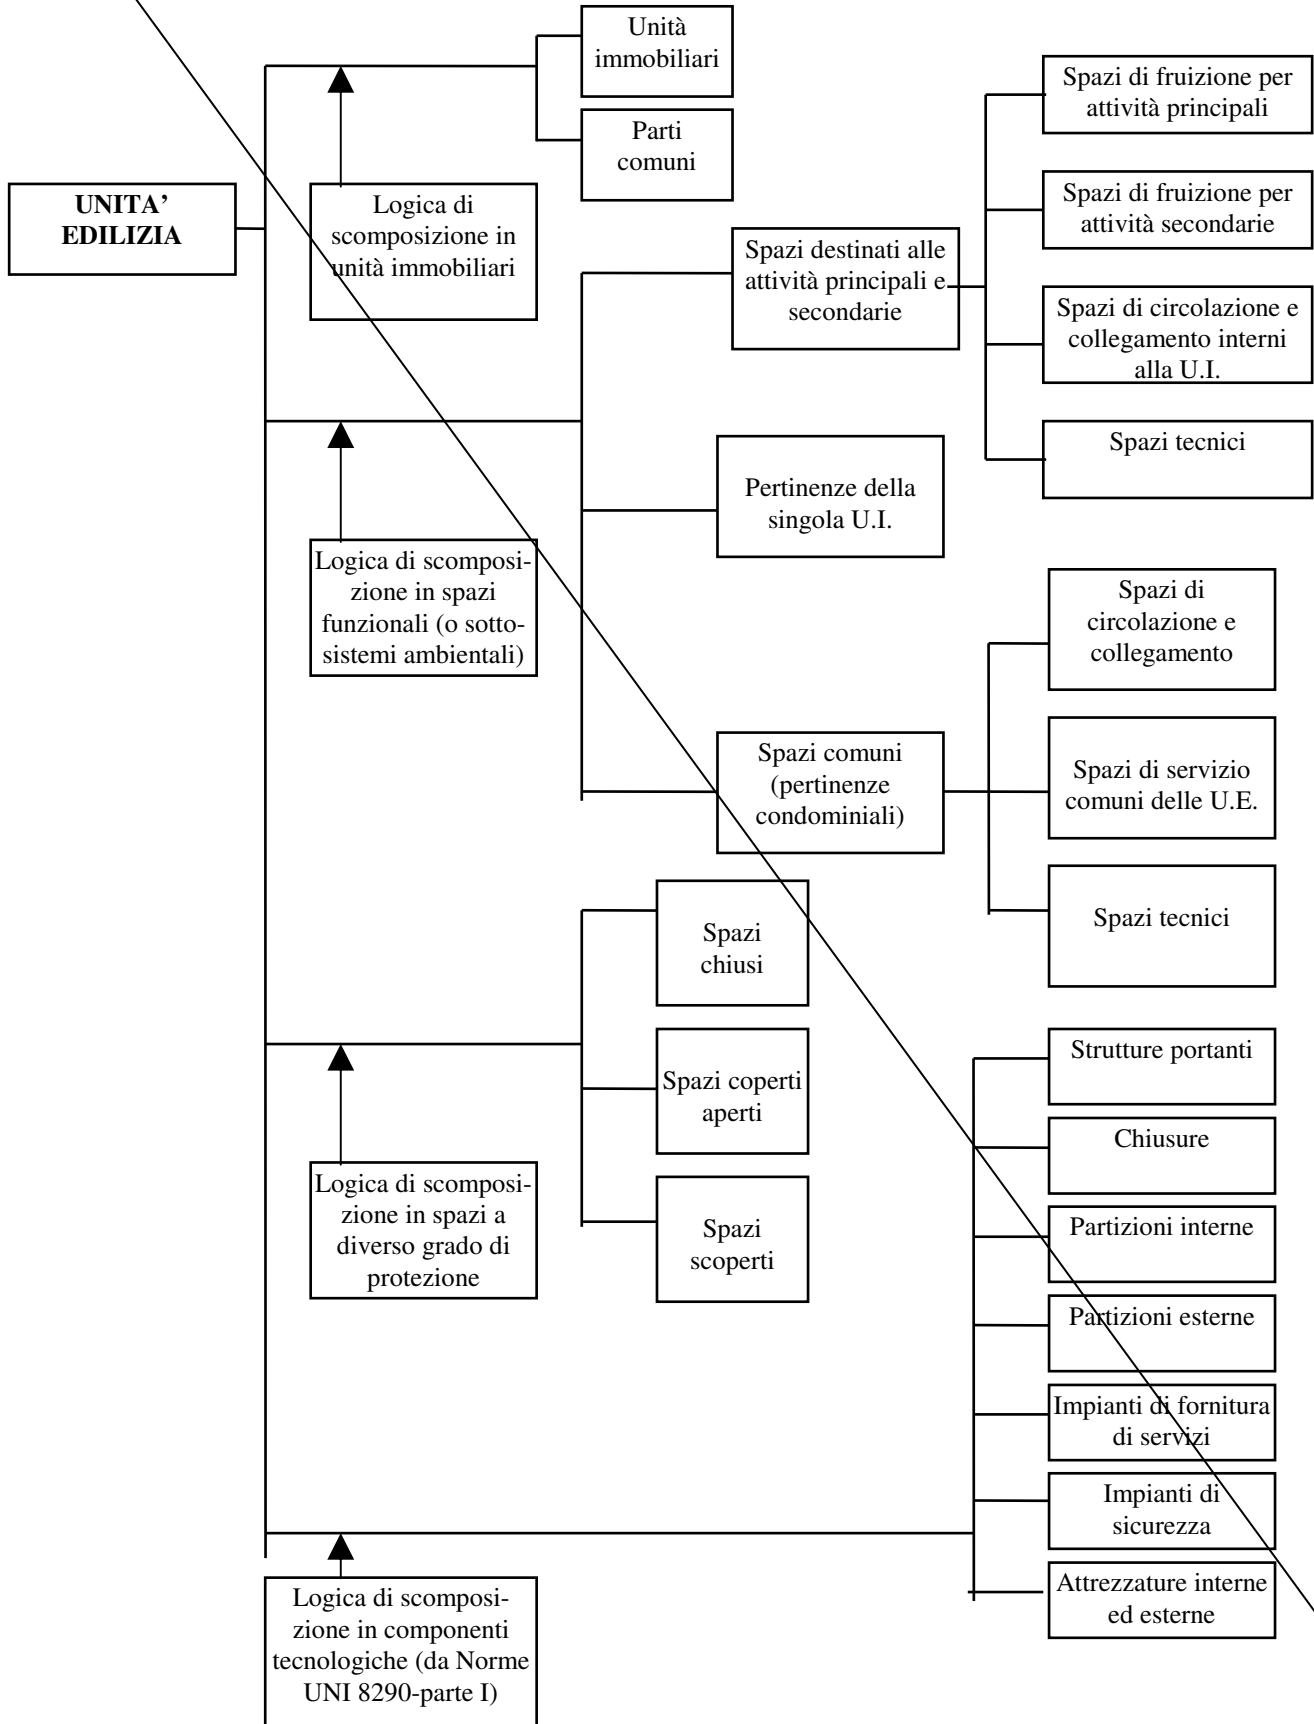 UNITA’
EDILIZIA
Logica di
scomposizione in
unità immobiliari
Unità
immobiliari
Parti
comuni
Logica di scomposi-
zione in spazi
funzionali (o sotto-
sistemi ambientali)
Spazi destinati alle
attività principali e
secondarie
Spazi di fruizione per
attività principali
Spazi di fruizione per
attività secondarie
Spazi di circolazione e
collegamento interni
alla U.I.
Spazi tecnici
Pertinenze della
singola U.I.
Spazi comuni
(pertinenze
condominiali)
Spazi di
circolazione e
collegamento
Spazi di servizio
comuni delle U.E.
Spazi tecnici
Logica di scomposi-
zione in spazi a
diverso grado di
protezione
Spazi
chiusi
Spazi coperti
aperti
Spazi
scoperti
Logica di scomposi-
zione in componenti
tecnologiche (da Norme
UNI 8290-parte I)
Strutture portanti
Chiusure
Partizioni interne
Partizioni esterne
Impianti di fornitura
di servizi
Impianti di
sicurezza
Attrezzature interne
ed esterne